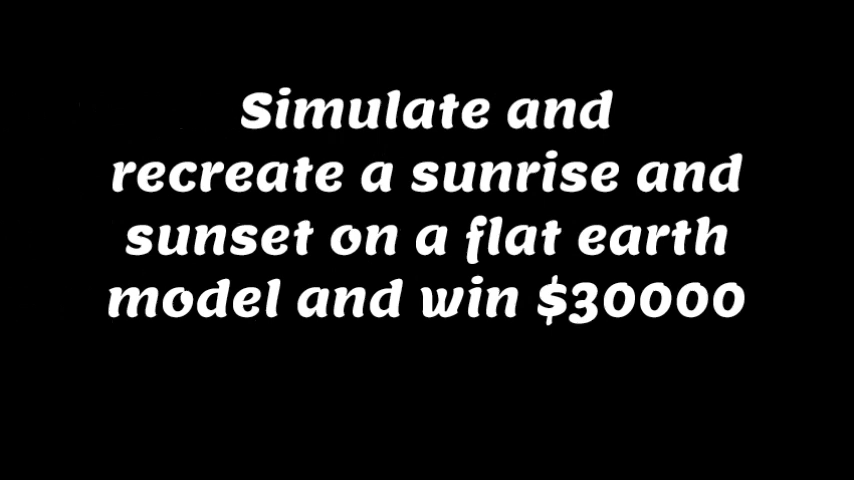 Simulate and
recreate a sunrise and
sunset on a flat earth
model and win $30000